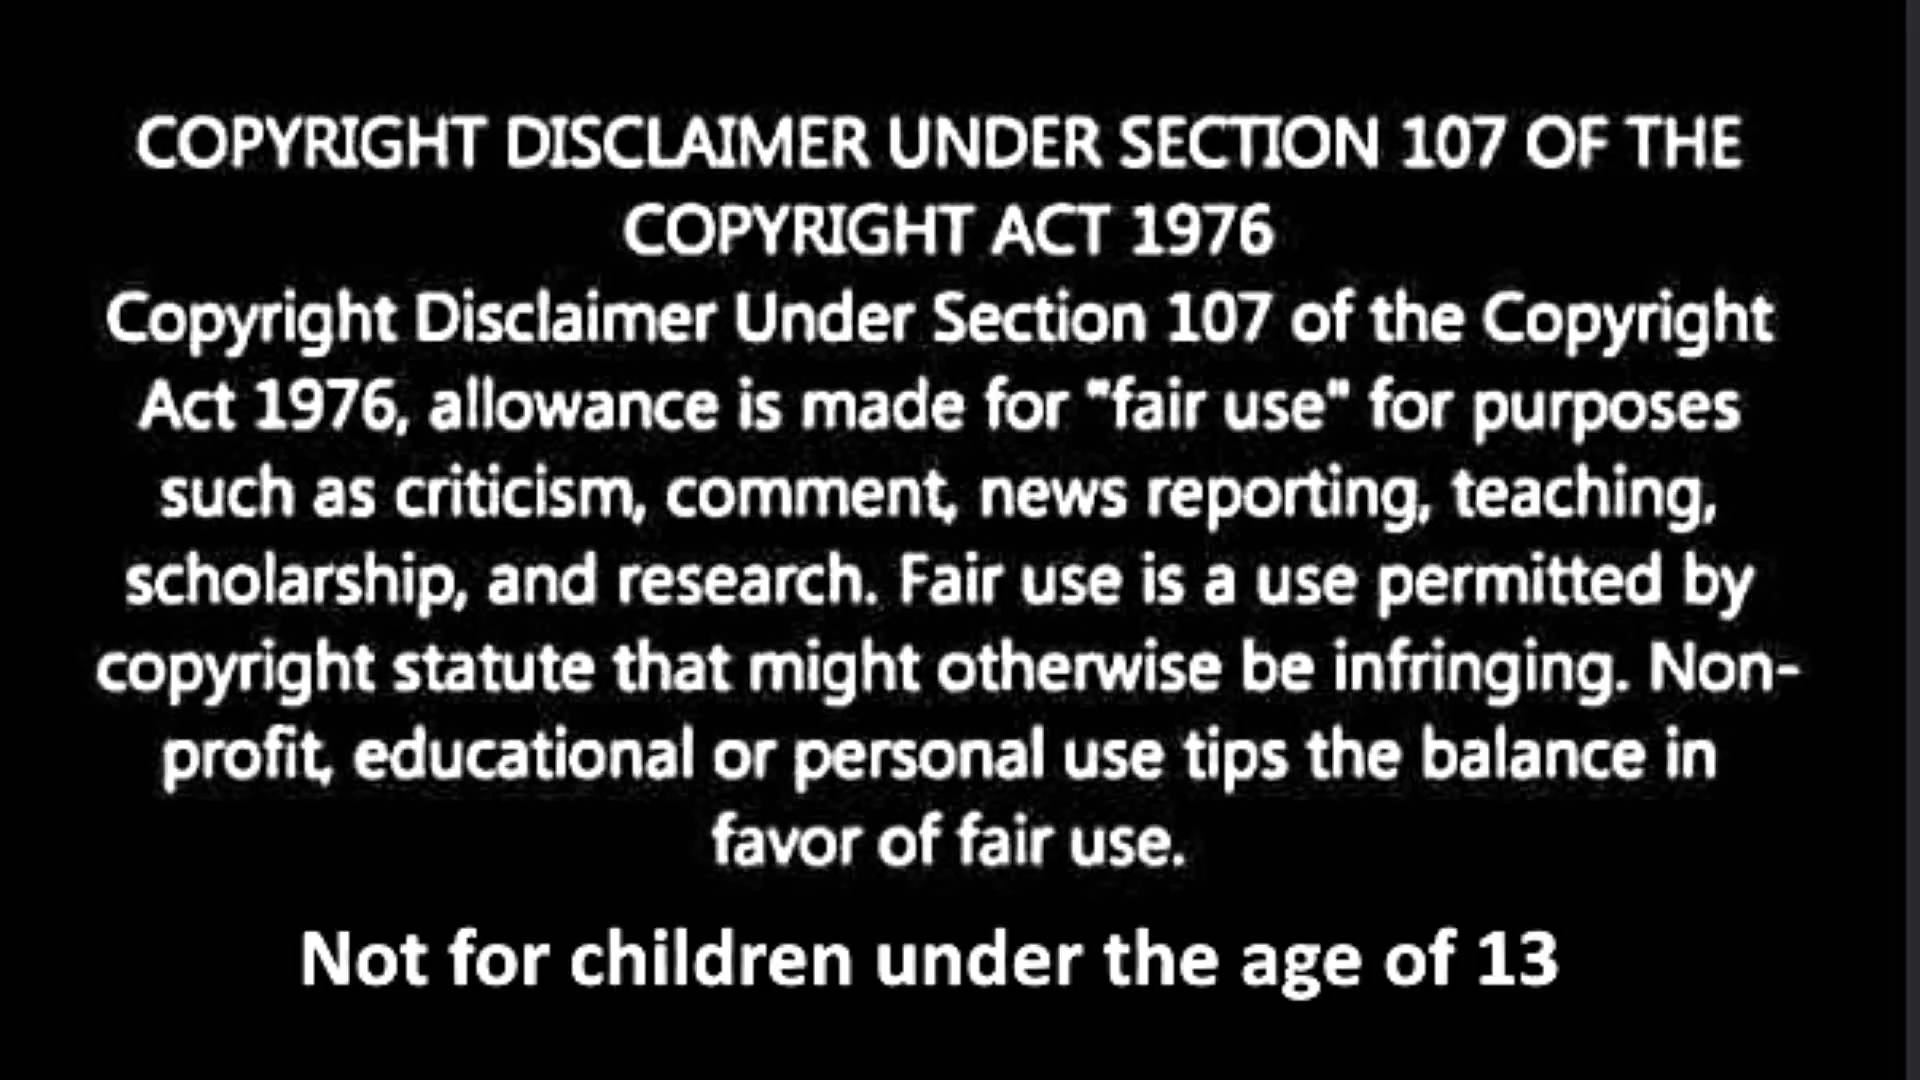 COPYRIGHT DISCLAIMER UNDER SECTION 107 OF THE
COPYRIGHT ACT 1976
Copyright Disclaimer Under Section 107 of the Copyright
Act 1976, allowance is made for "fair use" for purposes
such as criticism, comment, news reporting, teaching,
scholarship, and research. Fair use is a use permitted by
copyright statute that might otherwise be infringing. Non-
profit, educational or personal use tips the balance in
favor of fair use.
Not for children under the age of 13